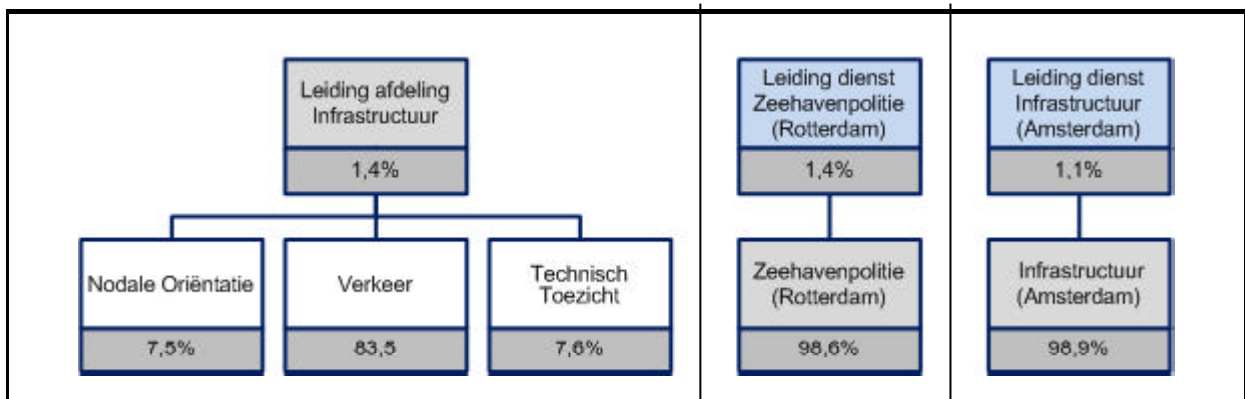 Leiding afdeling
Infrastructuur
1,4%
Nodale Oriëntatie
7,5%
Verkeer
83,5
Technisch
Toezicht
7,6%
Leiding dienst
Zeehavenpolitie
(Rotterdam)
1,4%
Zeehavenpolitie
(Rotterdam)
98,6%
Leiding dienst
Infrastructuur
(Amsterdam)
1,1%
Infrastructuur
(Amsterdam)
98,9%